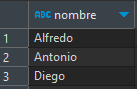 ABC nombre
1 Alfredo
2 Antonio
3 Diego